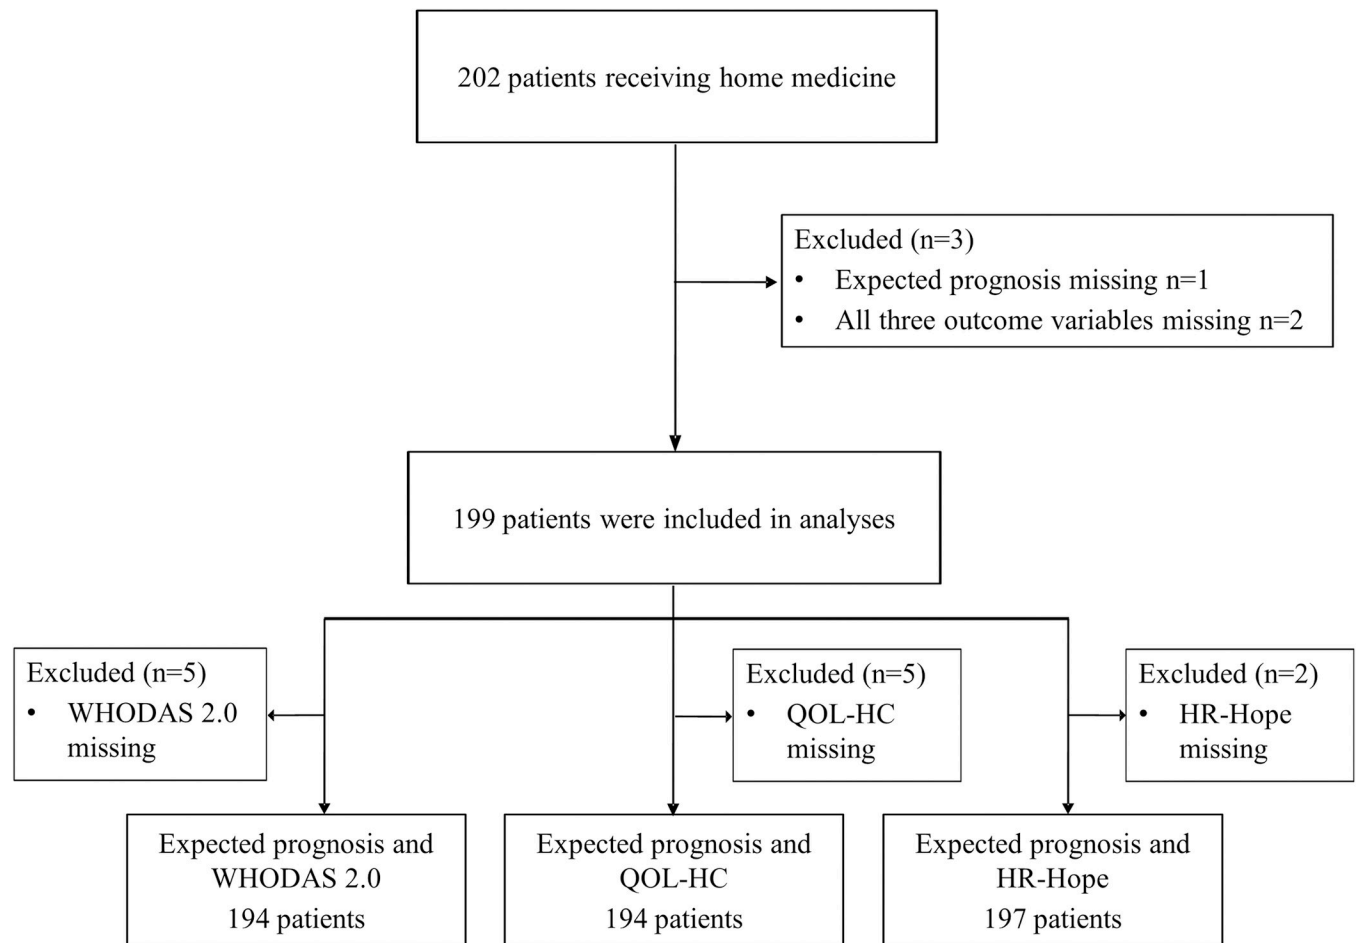 202 patients receiving home medicine
Excluded (n=3)
• Expected prognosis missing n=1
• All three outcome variables missing n=2
199 patients were included in analyses
Excluded (n=5)
• WHODAS 2.0
missing
Excluded (n=5)
• QOL-HC
missing
Excluded (n=2)
• HR-Hope
missing
Expected prognosis and
WHODAS 2.0
194 patients
Expected prognosis and
QOL-HC
194 patients
Expected prognosis and
HR-Hope
197 patients